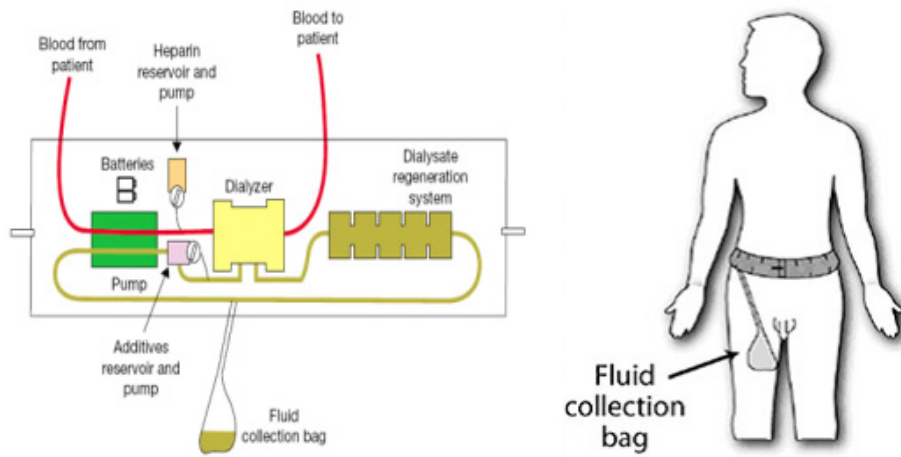 Blood from
patient
Heparin
reservoir and
pump
Blood to
patient
Batteries
Dialyzer
Dialysate
regeneration
system
Pump
Additives
reservoir and
pump
Fluid
collection bag
Fluid
collection
bag